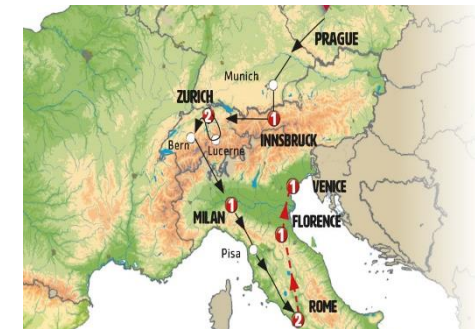 PRAGUE
Munich
ZURICH
2
1
INNSBRUCK
Bern
Lucerne
1
VENICE
MILAN
1
FLORENCE
1
Pisa
ROME
2